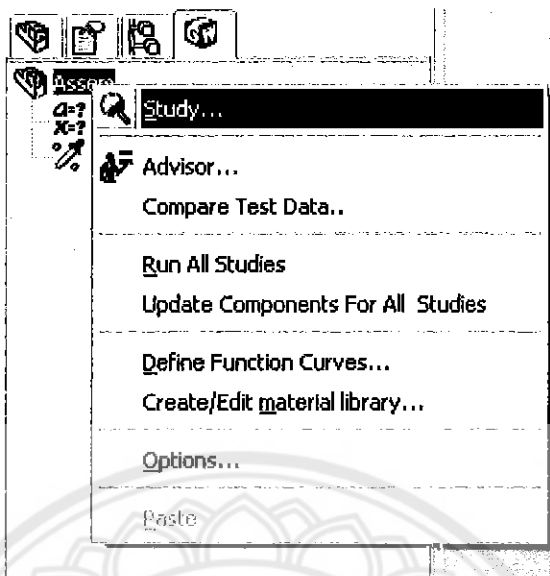 Assem
Study...
Advisor...
Compare Test Data..
Run All Studies
Update Components For All Studies
Define Function Curves...
Create/Edit material library...
Options...
Paste